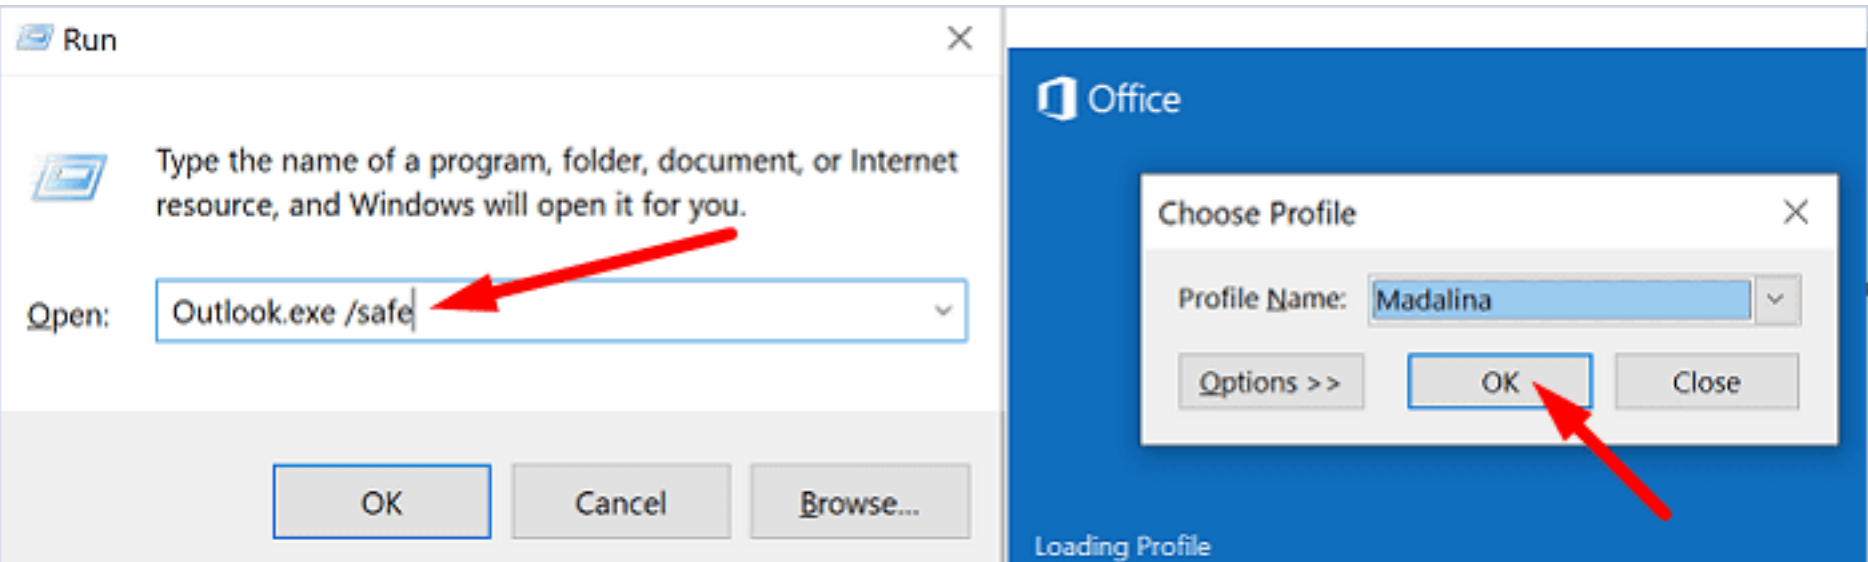 Run
Type the name of a program, folder, document, or Internet
resource, and Windows will open it for you.
Open: Outlook.exe /safe
OK Cancel Browse...
Office
Choose Profile
Profile Name: Madalina
Options >> OK Close
Loading Profile